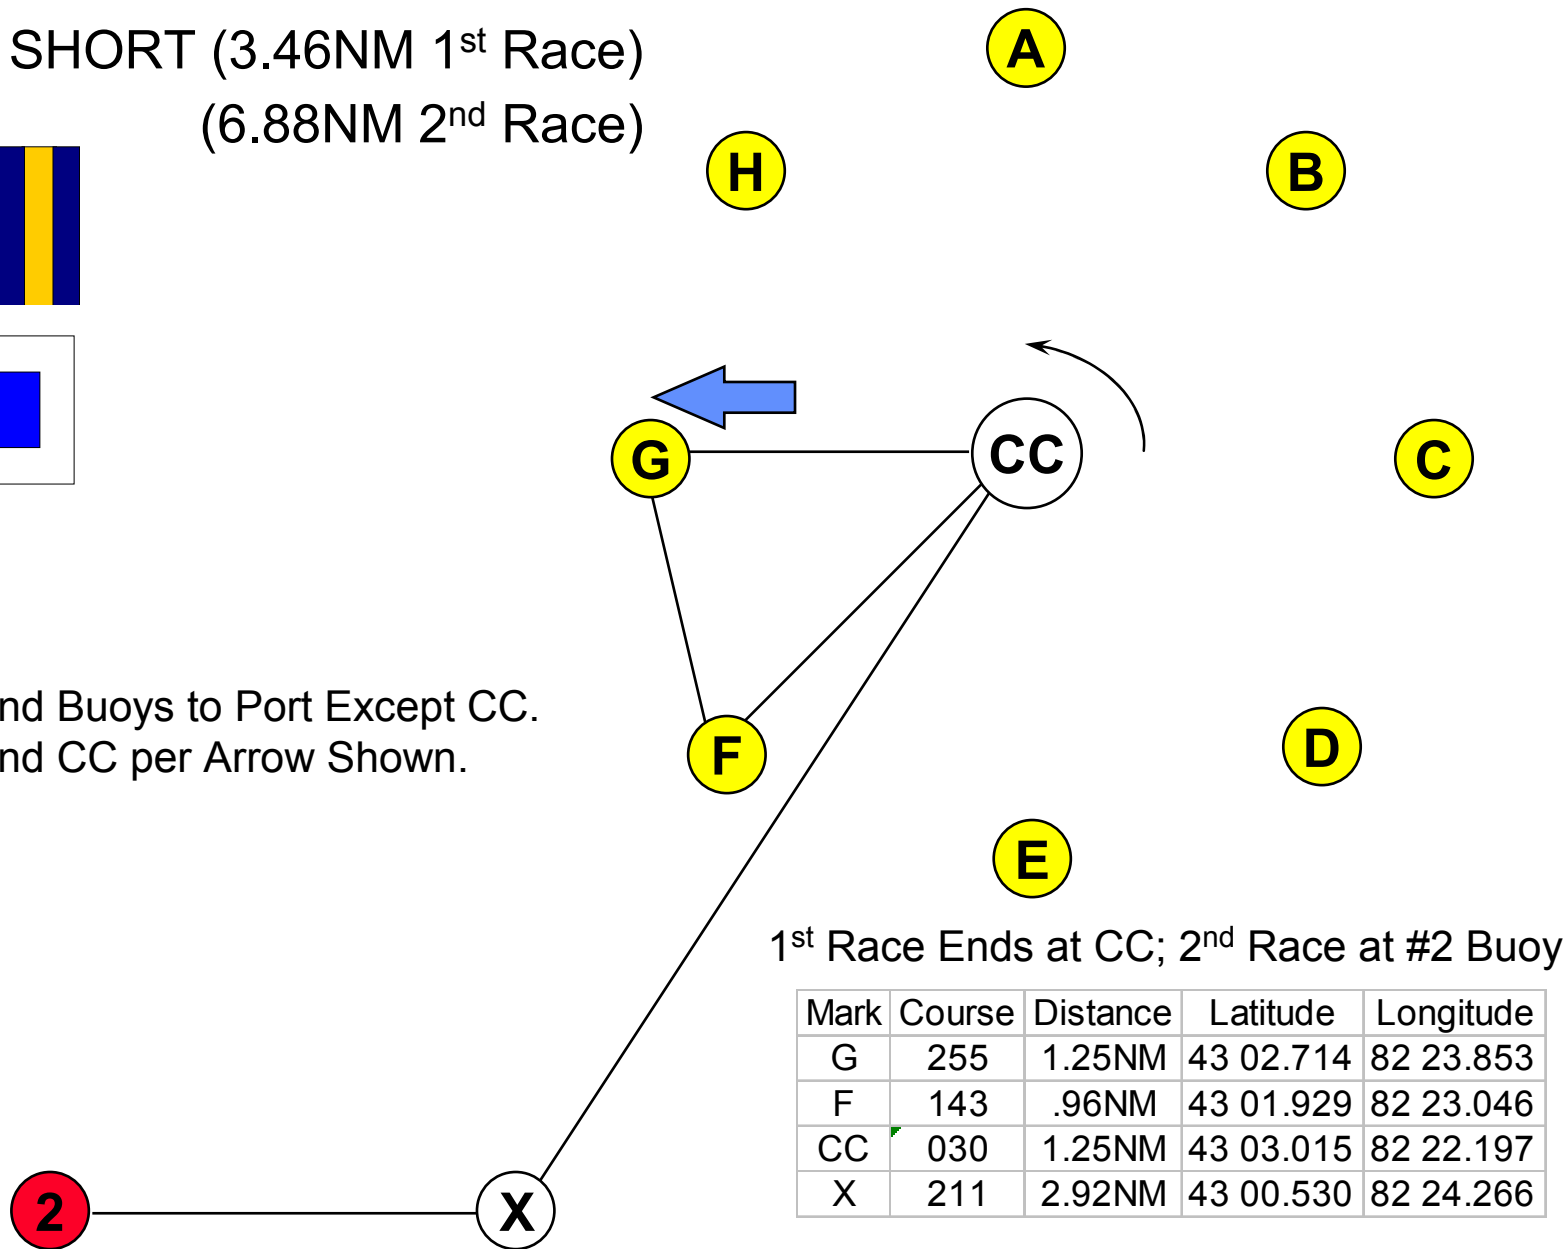 SHORT (3.46NM 1st Race)
(6.88NM 2nd Race)
A
H
B
G
CC
C
nd Buoys to Port Except CC.
nd CC per Arrow Shown.
F
D
E
1st Race Ends at CC; 2nd Race at #2 Buoy
Mark Course Distance Latitude Longitude
G 255 1.25NM 43 02.714 82 23.853
F 143 .96NM 43 01.929 82 23.046
CC 030 1.25NM 43 03.015 82 22.197
X 211 2.92NM 43 00.530 82 24.266
2
X